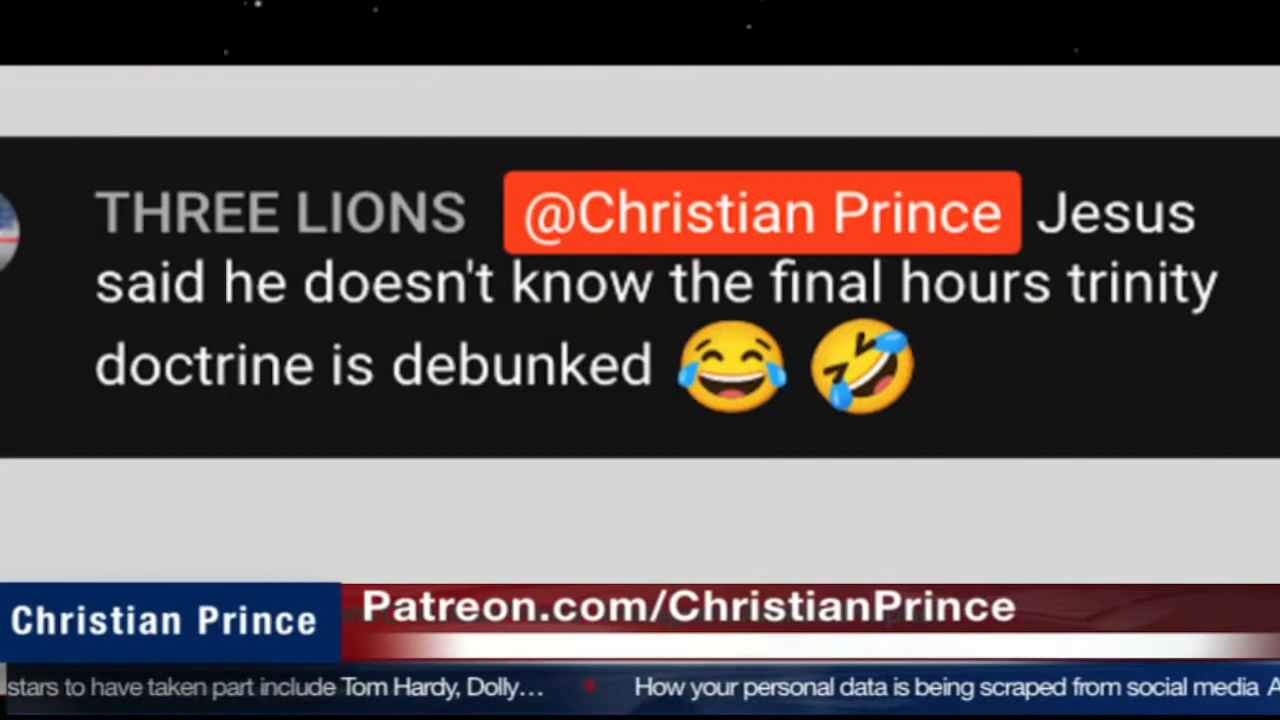 THREE LIONS @Christian Prince Jesus
said he doesn't know the final hours trinity
doctrine is debunked 😂 🤣
Christian Prince
Patreon.com/ChristianPrince
stars to have taken part include Tom Hardy, Dolly… How your personal data is being scraped from social media